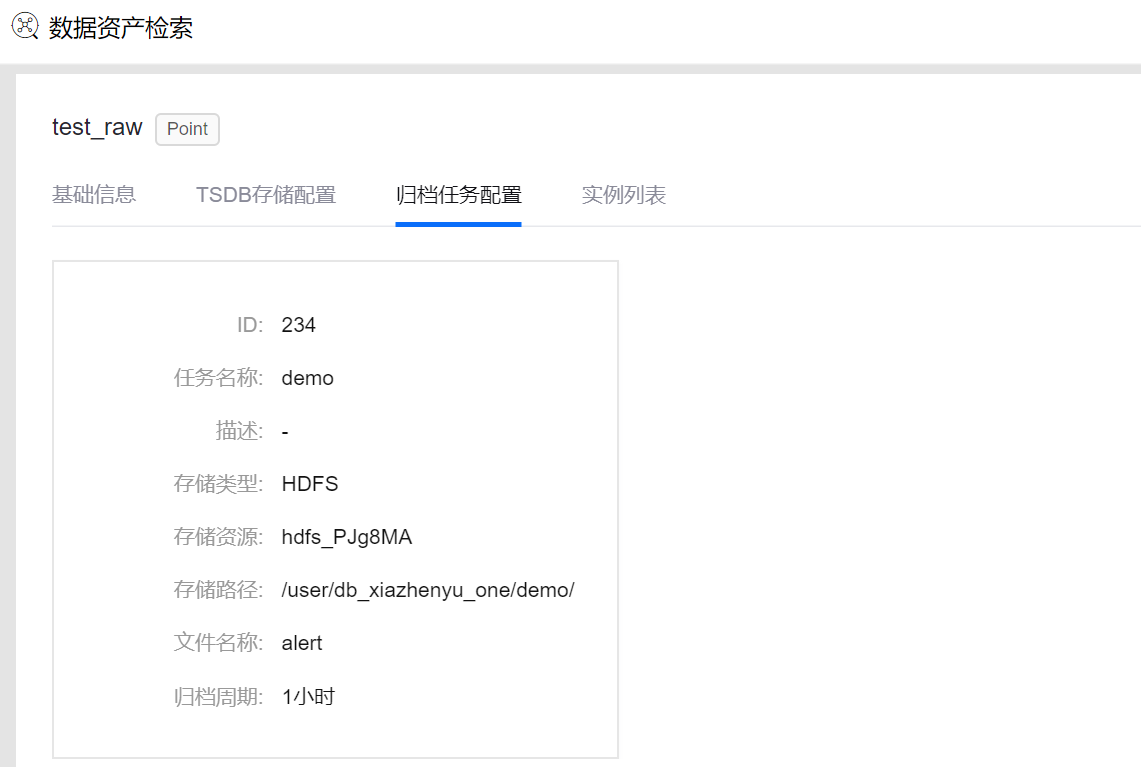 数据资产检索
test_raw Point
基础信息 TSDB存储配置 归档任务配置 实例列表
ID: 234
任务名称: demo
描述: -
存储类型: HDFS
存储资源: hdfs_PJg8MA
存储路径: /user/db_xiazhenyu_one/demo/
文件名称: alert
归档周期: 1小时